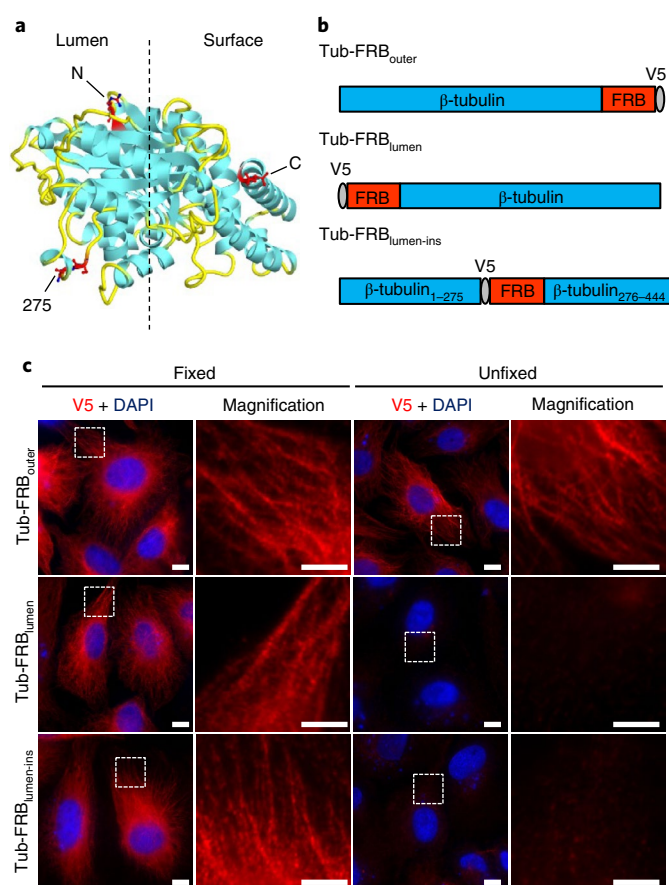 a
Lumen
Surface
N
C
275
b
Tub-FRBouter
V5
β-tubulin
FRB
Tub-FRBlumen
V5
FRB
β-tubulin
Tub-FRBlumen-ins
V5
β-tubulin1–275
FRB
β-tubulin276–444
c
Fixed
Unfixed
V5 + DAPI
Magnification
V5 + DAPI
Magnification
Tub-FRBouter
Tub-FRBlumen
Tub-FRBlumen-ins